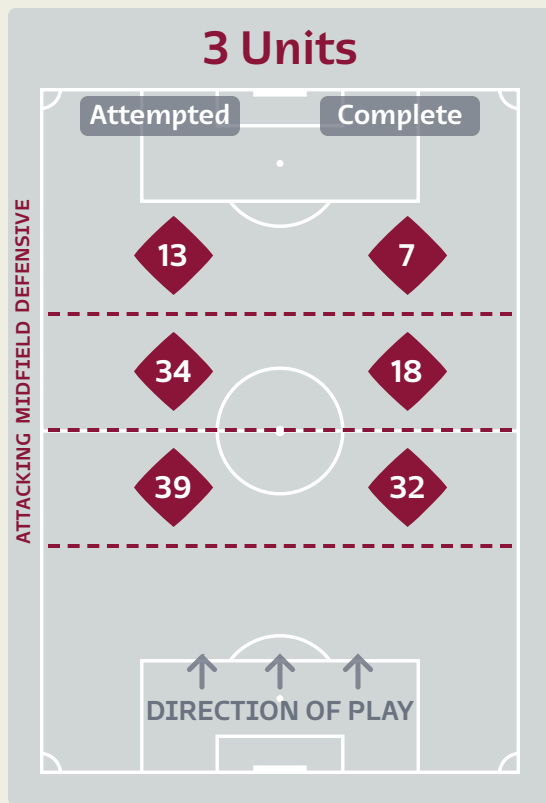 3 Units
Attempted Complete
ATTACKING MIDFIELD DEFENSIVE
13 7
34 18
39 32
DIRECTION OF PLAY